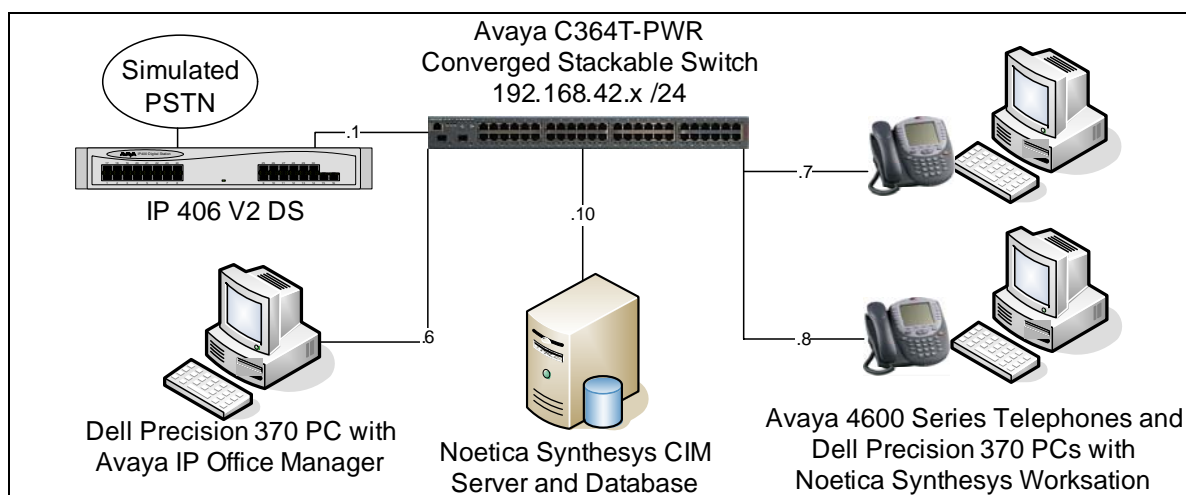 Avaya C364T-PWR
Converged Stackable Switch
192.168.42.x /24
Simulated
PSTN
.1
IP 406 V2 DS
.7
.10
.6
.8
Dell Precision 370 PC with
Avaya IP Office Manager
Noetica Synthesys CIM
Server and Database
Avaya 4600 Series Telephones and
Dell Precision 370 PCs with
Noetica Synthesys Worksation